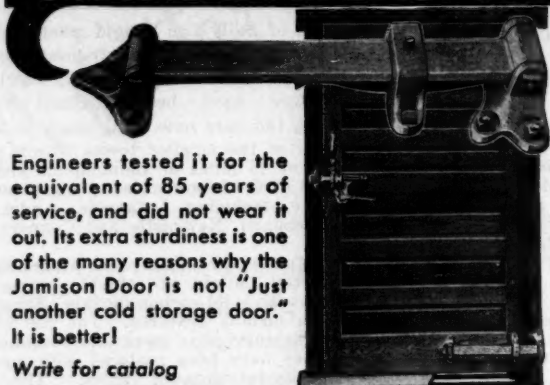 Engineers tested it for the
equivalent of 85 years of
service, and did not wear it
out. Its extra sturdiness is one
of the many reasons why the
Jamison Door is not "Just
another cold storage door."
It is better!
Write for catalog